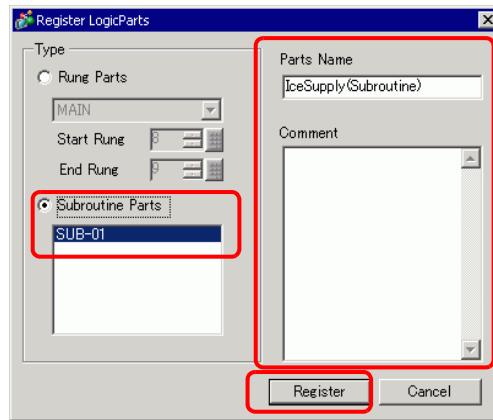 Register LogicParts
Type
Rung Parts
MAIN
Start Rung 8
End Rung 9
Subroutine Parts
SUB-01
Parts Name
IceSupply(Subroutine)
Comment
Register
Cancel